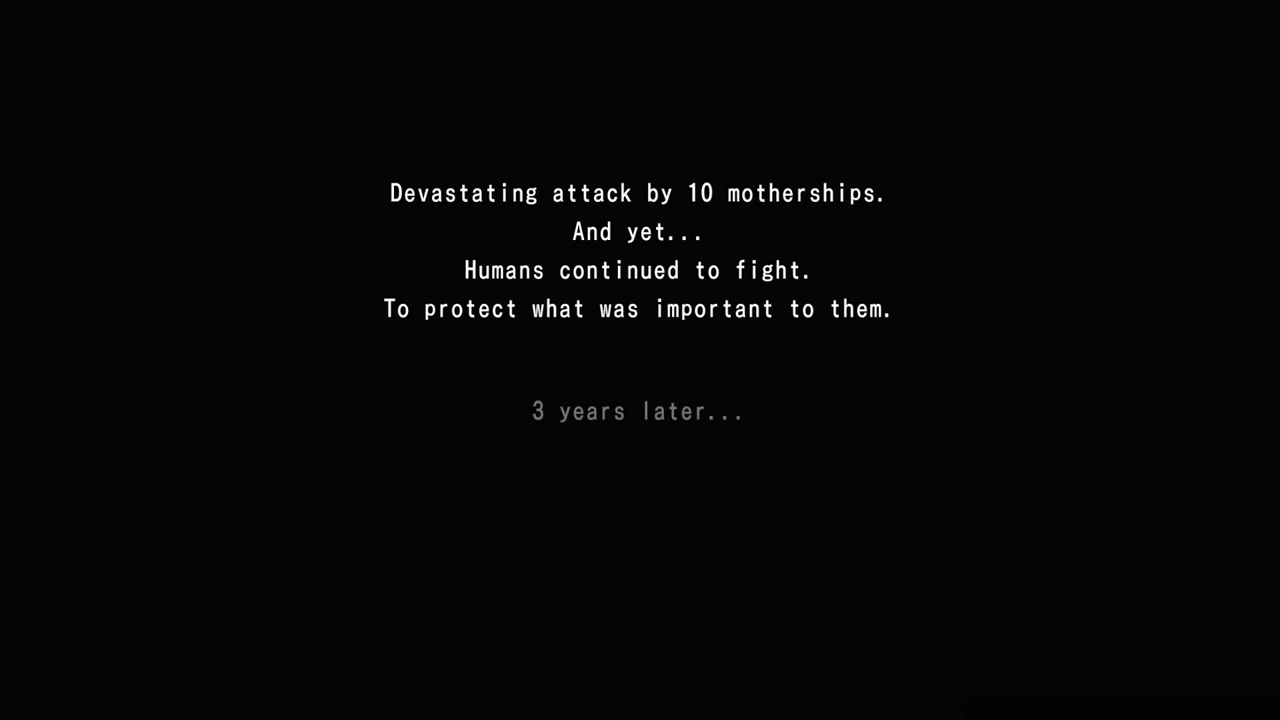 Devastating attack by 10 motherships.
And yet...
Humans continued to fight.
To protect what was important to them.
3 years later...